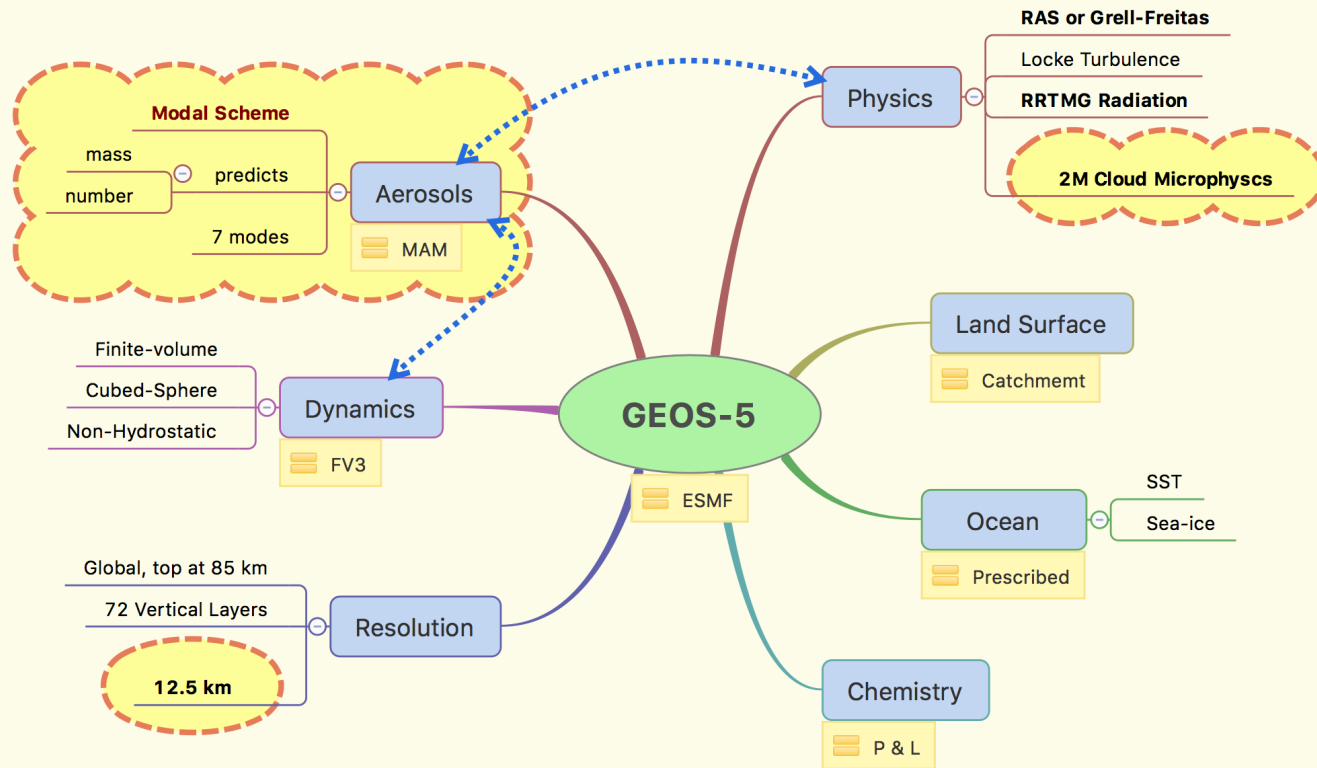 RAS or Grell-Freitas
Locke Turbulence
Physics
RRTMG Radiation
2M Cloud Microphyscs
Modal Scheme
mass
predicts
number
7 modes
Aerosols
MAM
Land Surface
Catchmemt
Finite-volume
Cubed-Sphere
Non-Hydrostatic
Dynamics
FV3
GEOS-5
ESMF
SST
Sea-ice
Ocean
Prescribed
Global, top at 85 km
72 Vertical Layers
12.5 km
Resolution
Chemistry
P & L